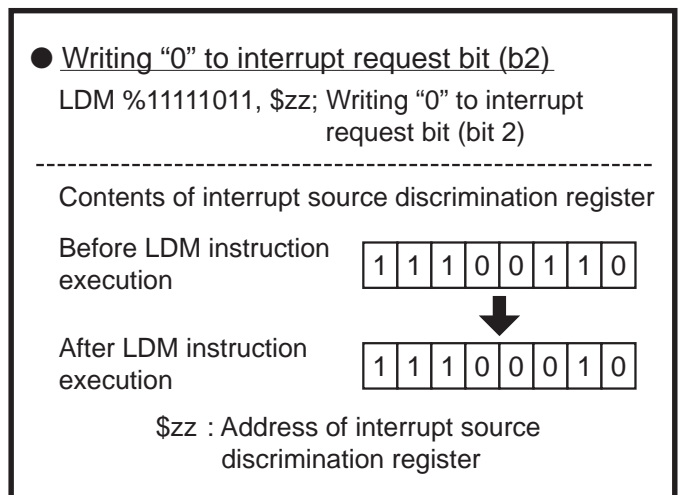 ● Writing “0” to interrupt request bit (b2)
LDM %11111011, $zz; Writing “0” to interrupt
request bit (bit 2)
Contents of interrupt source discrimination register
Before LDM instruction
execution
1 1 1 0 0 1 1 0
After LDM instruction
execution
1 1 1 0 0 0 1 0
$zz : Address of interrupt source
discrimination register